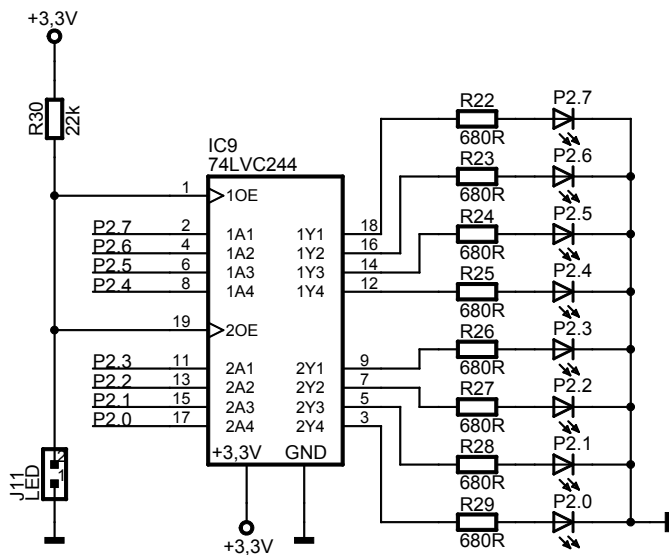 +3,3V
R30
22k
IC9
74LVC244
1
1OE
P2.7
2
1A1
P2.6
4
1A2
P2.5
6
1A3
P2.4
8
1A4
19
2OE
P2.3
11
2A1
P2.2
13
2A2
P2.1
15
2A3
P2.0
17
2A4
1Y1
18
1Y2
16
1Y3
14
1Y4
12
2Y1
9
2Y2
7
2Y3
5
2Y4
3
+3,3V
GND
+3,3V
J11
LED
2
1
R22
680R
P2.7
R23
680R
P2.6
R24
680R
P2.5
R25
680R
P2.4
R26
680R
P2.3
R27
680R
P2.2
R28
680R
P2.1
R29
680R
P2.0